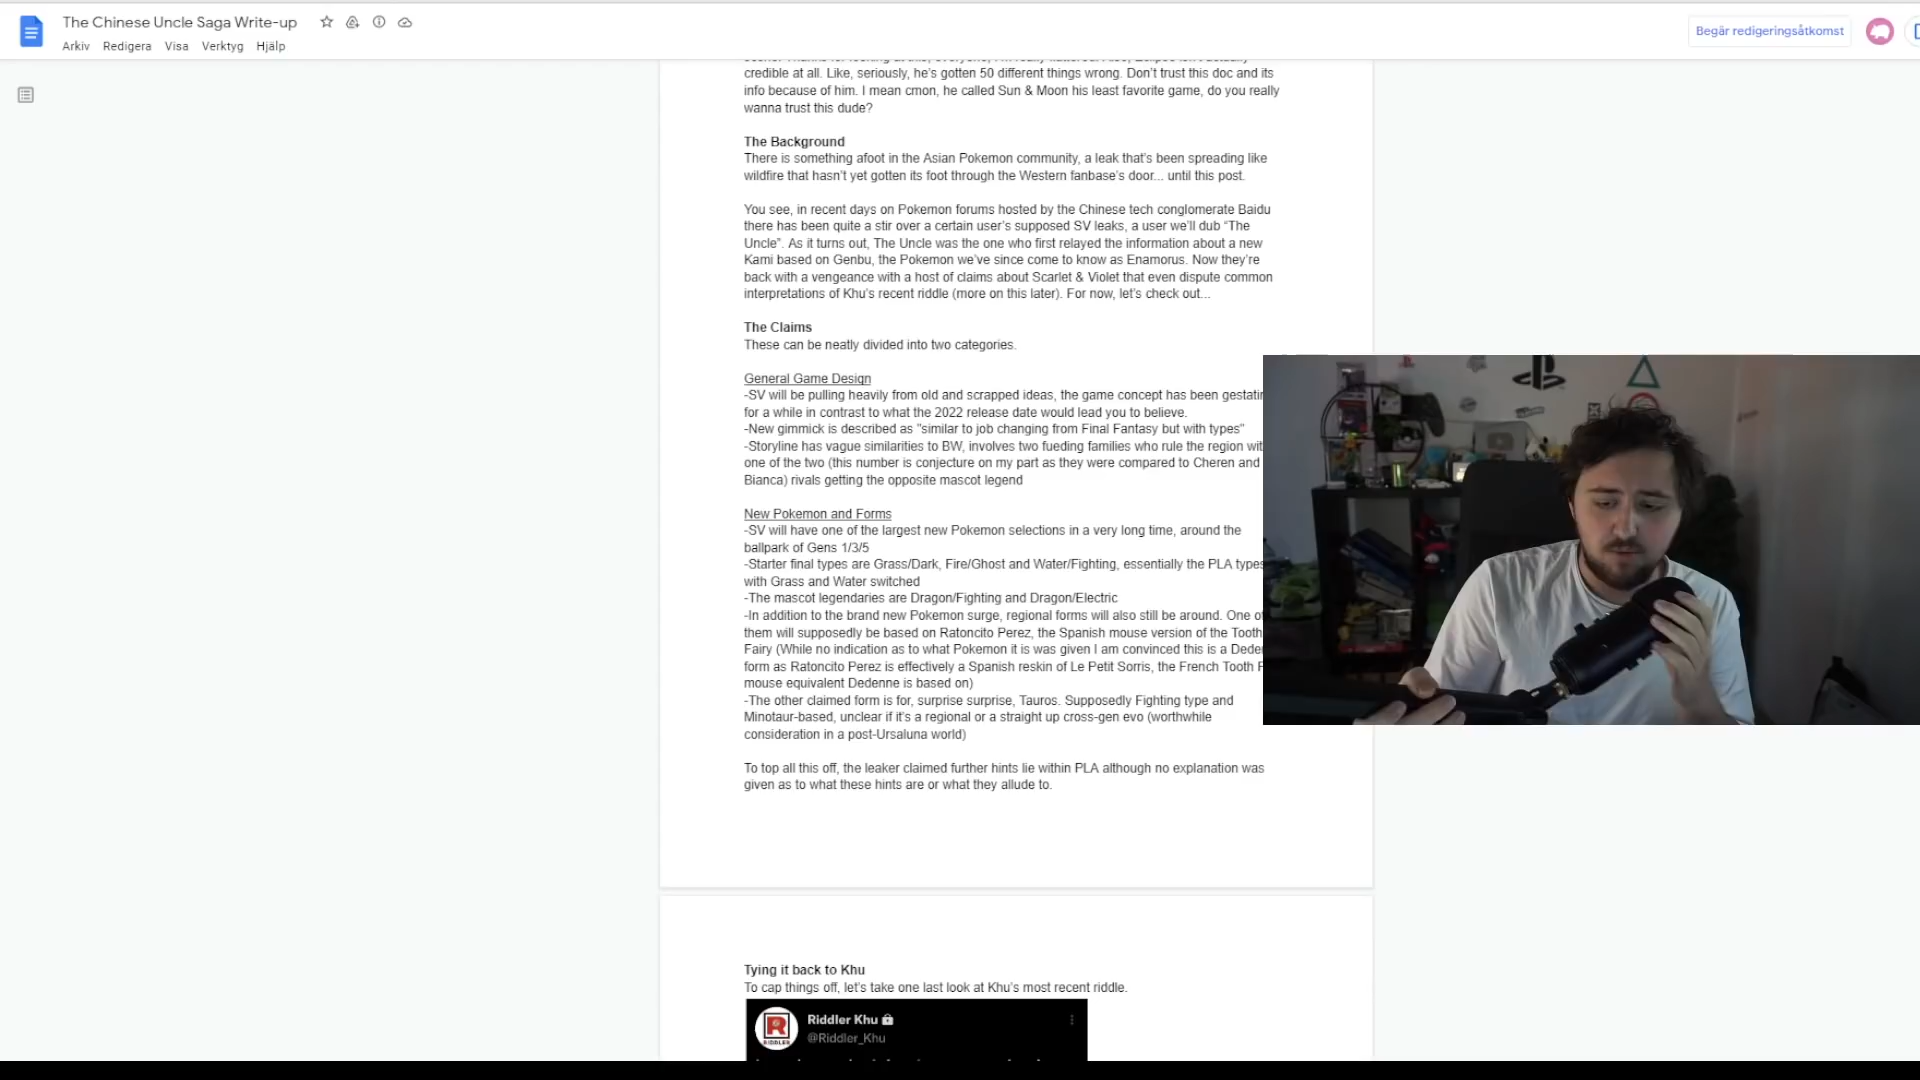 The Chinese Uncle Saga Write-up
Arkiv Redigera Visa Verktyg Hjälp
Begär redigeringsåtkomst
credible at all. Like, seriously, he's gotten 50 different things wrong. Don't trust this doc and its
info because of him. I mean cmon, he called Sun & Moon his least favorite game, do you really
wanna trust this dude?
The Background
There is something afoot in the Asian Pokemon community, a leak that's been spreading like
wildfire that hasn't yet gotten its foot through the Western fanbase's door... until this post.
You see, in recent days on Pokemon forums hosted by the Chinese tech conglomerate Baidu
there has been quite a stir over a certain user's supposed SV leaks, a user we'll dub “The
Uncle”. As it turns out, The Uncle was the one who first relayed the information about a new
Kami based on Genbu, the Pokemon we've since come to know as Enamorus. Now they're
back with a vengeance with a host of claims about Scarlet & Violet that even dispute common
interpretations of Khu's recent riddle (more on this later). For now, let's check out...
The Claims
These can be neatly divided into two categories.
General Game Design
-SV will be pulling heavily from old and scrapped ideas, the game concept has been gestatin
for a while in contrast to what the 2022 release date would lead you to believe.
-New gimmick is described as "similar to job changing from Final Fantasy but with types"
-Storyline has vague similarities to BW, involves two fueding families who rule the region wit
one of the two (this number is conjecture on my part as they were compared to Cheren and
Bianca) rivals getting the opposite mascot legend
New Pokemon and Forms
-SV will have one of the largest new Pokemon selections in a very long time, around the
ballpark of Gens 1/3/5
-Starter final types are Grass/Dark, Fire/Ghost and Water/Fighting, essentially the PLA types
with Grass and Water switched
-The mascot legendaries are Dragon/Fighting and Dragon/Electric
-In addition to the brand new Pokemon surge, regional forms will also still be around. One of
them will supposedly be based on Ratoncito Perez, the Spanish mouse version of the Tooth
Fairy (While no indication as to what Pokemon it is was given I am convinced this is a Dede
form as Ratoncito Perez is effectively a Spanish reskin of Le Petit Sorris, the French Tooth F
mouse equivalent Dedenne is based on)
-The other claimed form is for, surprise surprise, Tauros. Supposedly Fighting type and
Minotaur-based, unclear if it's a regional or a straight up cross-gen evo (worthwhile
consideration in a post-Ursaluna world)
To top all this off, the leaker claimed further hints lie within PLA although no explanation was
given as to what these hints are or what they allude to.
Tying it back to Khu
To cap things off, let's take one last look at Khu's most recent riddle.
Riddler Khu
@Riddler_Khu
RIDDLER